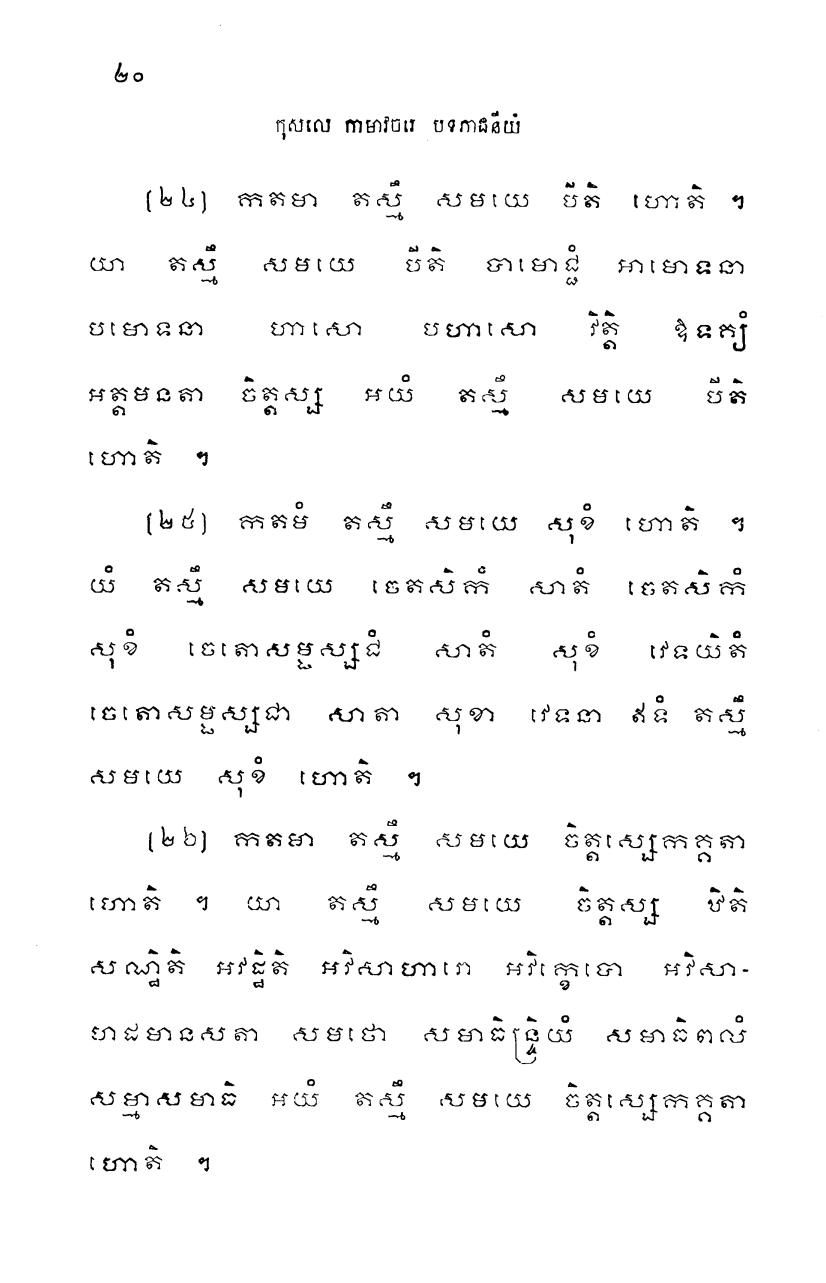 ២០
កុសលេ កាមាវចរេ បទភាជនីយំ
(២៤) កតមា តស្មឹ សមយេ បីតិ ហោតិ ។
យា តស្មឹ សមយេ បីតិ បាមោជ្ជំ អាមោទនា
បមោទនា ហាសោ បហាសោ វិត្តិ ឱទក្យំ
អត្តមនតា ចិត្តស្ស អយំ តស្មឹ សមយេ បីតិ
ហោតិ ។
(២៥) កតមំ តស្មឹ សមយេ សុខំ ហោតិ ។
យំ តស្មឹ សមយេ ចេតសិកំ សាតំ ចេតសិកំ
សុខំ ចេតោសម្ផស្សជំ សាតំ សុខំ វេទយិតំ
ចេតោសម្ផស្សជា សាតា សុខា វេទនា ឥទំ តស្មឹ
សមយេ សុខំ ហោតិ ។
(២៦) កតមា តស្មឹ សមយេ ចិត្តស្សេកគ្គតា
ហោតិ ។ យា តស្មឹ សមយេ ចិត្តស្ស ឋិតិ
សណ្ឋិតិ អវដ្ឋិតិ អវិសាហារោ អវិក្ខេបោ អវិសា-
ហដមានសតា សមថោ សមាធិន្ទ្រិយំ សមាធិពលំ
សម្មាសមាធិ អយំ តស្មឹ សមយេ ចិត្តស្សេកគ្គតា
ហោតិ ។